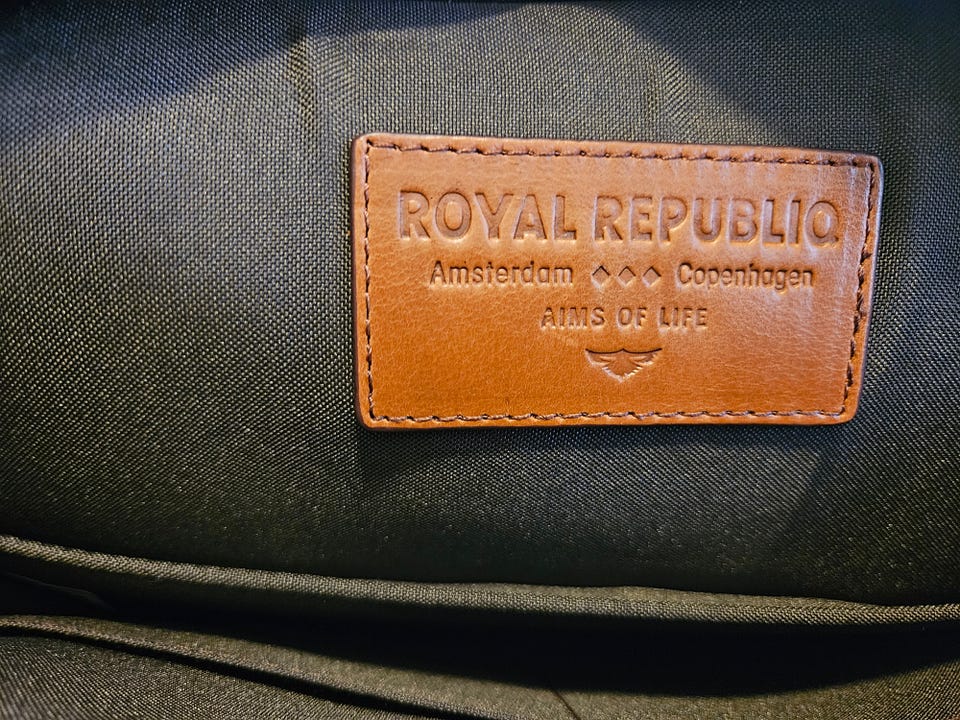 ROYAL REPUBLIQ
Amsterdam ◇◇◇ Copenhagen
AIMS OF LIFE